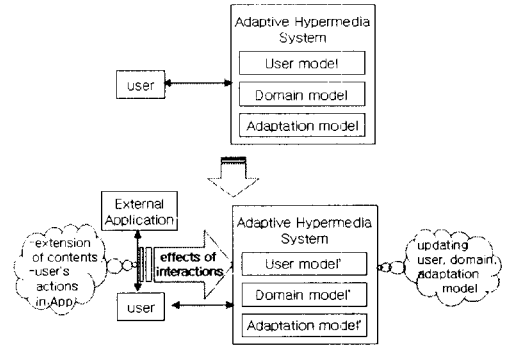 Adaptive Hypermedia
System
User model
user
Domain model
Adaptation model
External
Application
Adaptive Hypermedia
System
-extension
of contents
-user's
actions
in App.
effects of
interactions
updating
user, domain,
adaptation
model
User model'
Domain model'
user
Adaptation model'